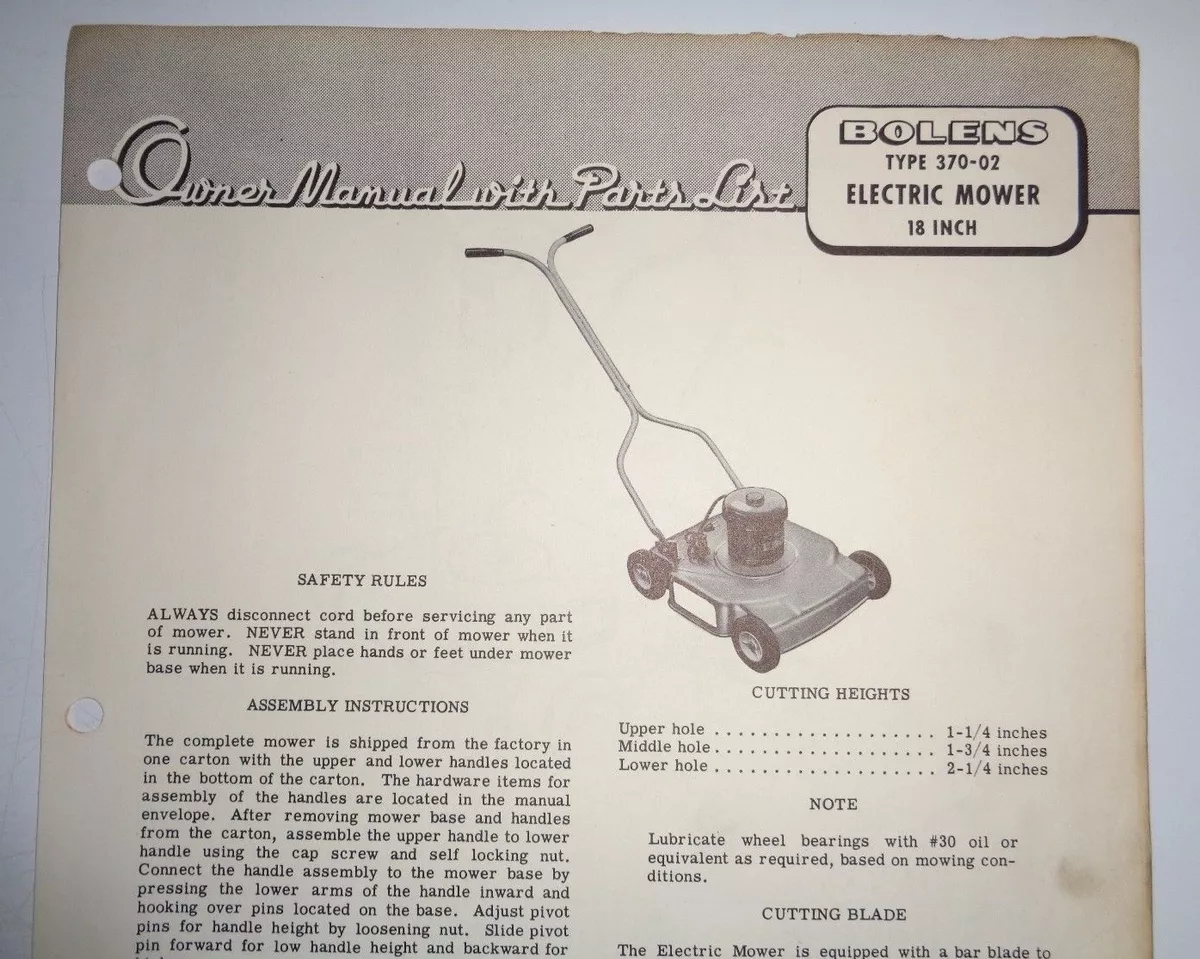 Owner Manual with Parts List
BOLENS
TYPE 370-02
ELECTRIC MOWER
18 INCH
SAFETY RULES
ALWAYS disconnect cord before servicing any part
of mower. NEVER stand in front of mower when it
is running. NEVER place hands or feet under mower
base when it is running.
ASSEMBLY INSTRUCTIONS
The complete mower is shipped from the factory in
one carton with the upper and lower handles located
in the bottom of the carton. The hardware items for
assembly of the handles are located in the manual
envelope. After removing mower base and handles
from the carton, assemble the upper handle to lower
handle using the cap screw and self locking nut.
Connect the handle assembly to the mower base by
pressing the lower arms of the handle inward and
hooking over pins located on the base. Adjust pivot
pins for handle height by loosening nut. Slide pivot
pin forward for low handle height and backward for
CUTTING HEIGHTS
Upper hole . . . . . . . . . . . . . . . . . . . 1-1/4 inches
Middle hole . . . . . . . . . . . . . . . . . . . 1-3/4 inches
Lower hole . . . . . . . . . . . . . . . . . . . 2-1/4 inches
NOTE
Lubricate wheel bearings with #30 oil or
equivalent as required, based on mowing con-
ditions.
CUTTING BLADE
The Electric Mower is equipped with a bar blade to